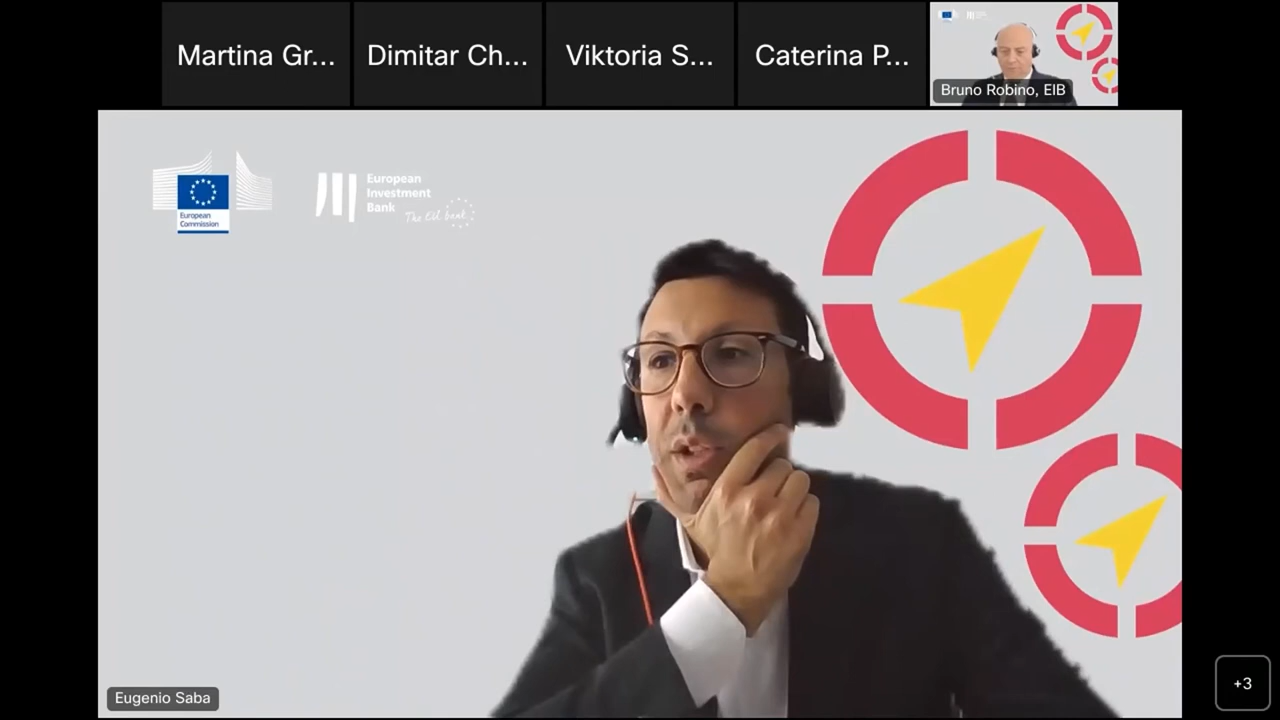 Martina Gr...
Dimitar Ch...
Viktoria S...
Caterina P...
Bruno Robino, EIB
European
Commission
European
Investment
Bank
The EU bank
Eugenio Saba
+3